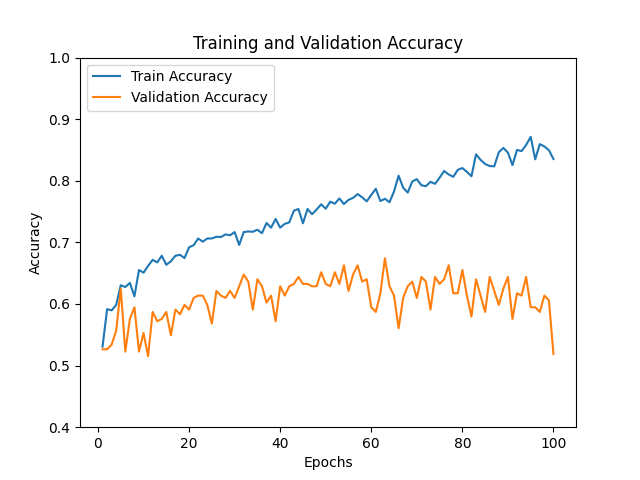 Training and Validation Accuracy
1.0
Train Accuracy
Validation Accuracy
0.9
0.8
0.7
0.6
0.5
0.4
Accuracy
0 20 40 60 80 100
Epochs